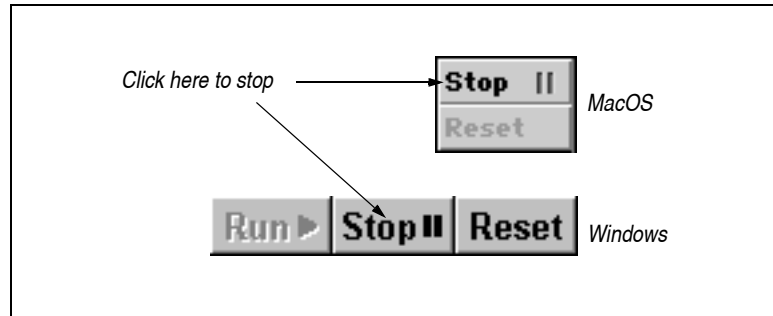 Click here to stop
Stop
MacOS
Reset
Run Stop Reset
Windows